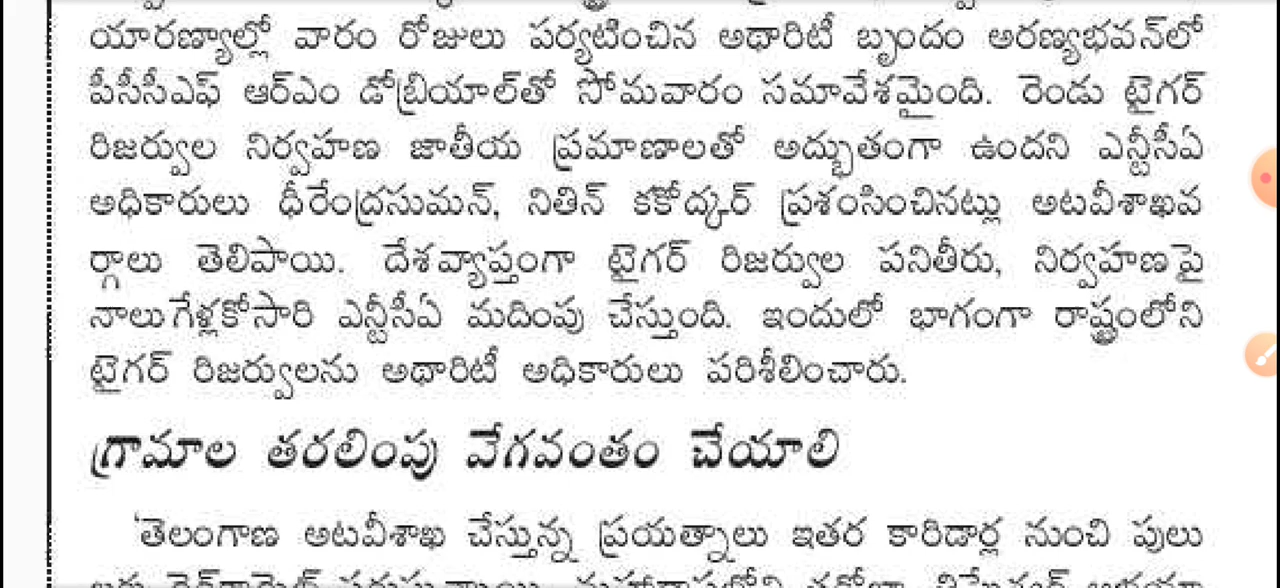 యారణ్యాల్లో వారం రోజులు పర్యటించిన అథారిటీ బృందం అరణ్యభవన్‌లో
పీసీసీఎఫ్ ఆర్ఎం డోబ్రియాల్‌తో సోమవారం సమావేశమైంది. రెండు టైగర్
రిజర్వుల నిర్వహణ జాతీయ ప్రమాణాలతో అద్భుతంగా ఉందని ఎన్టీసీఏ
అధికారులు ధీరేంద్రసుమన్, నితిన్ కకోద్కర్ ప్రశంసించినట్లు అటవీశాఖవ
ర్గాలు తెలిపాయి. దేశవ్యాప్తంగా టైగర్ రిజర్వుల పనితీరు, నిర్వహణపై
నాలుగేళ్లకోసారి ఎన్టీసీఏ మదింపు చేస్తుంది. ఇందులో భాగంగా రాష్ట్రంలోని
టైగర్ రిజర్వులను అథారిటీ అధికారులు పరిశీలించారు.
గ్రామాల తరలింపు వేగవంతం చేయాలి
'తెలంగాణ అటవీశాఖ చేస్తున్న ప్రయత్నాలు ఇతర కారిడార్ల నుంచి పులు